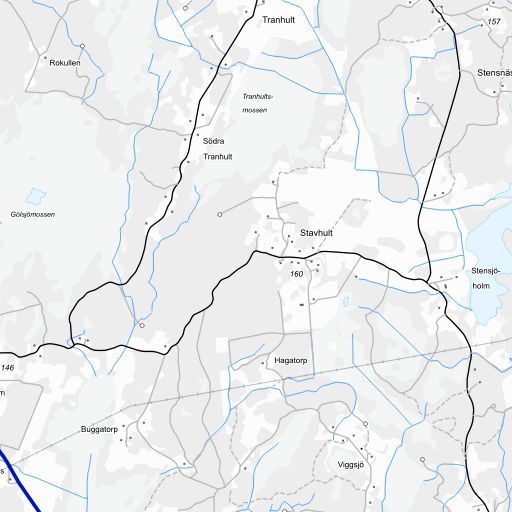 Tranhult
157
Rokullen
Stensnäs
Tranhults-
mossen
Södra
Tranhult
Gölsjömossen
Stavhult
Stensjö-
holm
160
146
Hagatorp
Buggatorp
Viggsjö